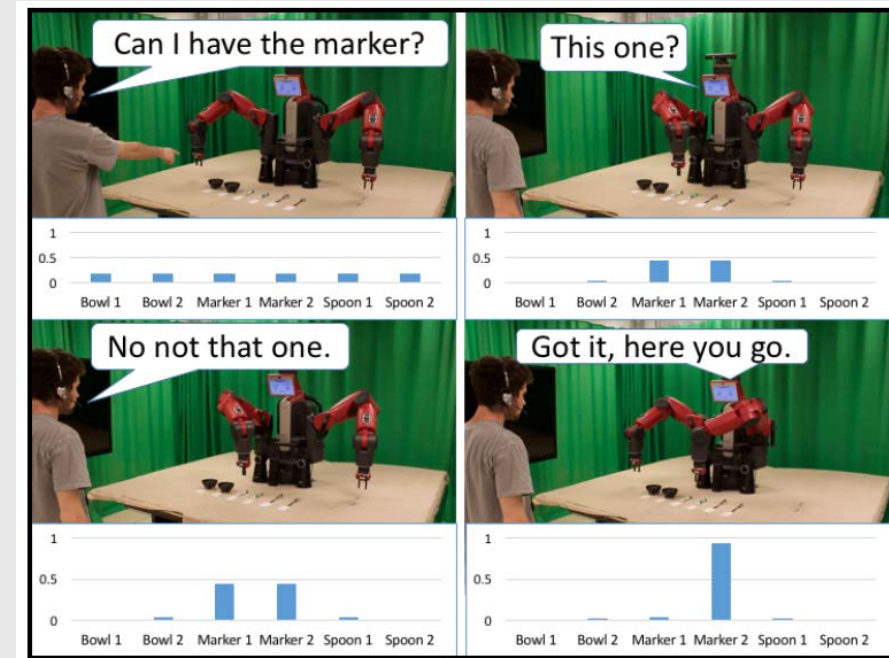 Can I have the marker?
This one?
1
0.5
0
Bowl 1 Bowl 2 Marker 1 Marker 2 Spoon 1 Spoon 2
1
0.5
0
Bowl 1 Bowl 2 Marker 1 Marker 2 Spoon 1 Spoon 2
No not that one.
Got it, here you go.
1
0.5
0
Bowl 1 Bowl 2 Marker 1 Marker 2 Spoon 1 Spoon 2
1
0.5
0
Bowl 1 Bowl 2 Marker 1 Marker 2 Spoon 1 Spoon 2